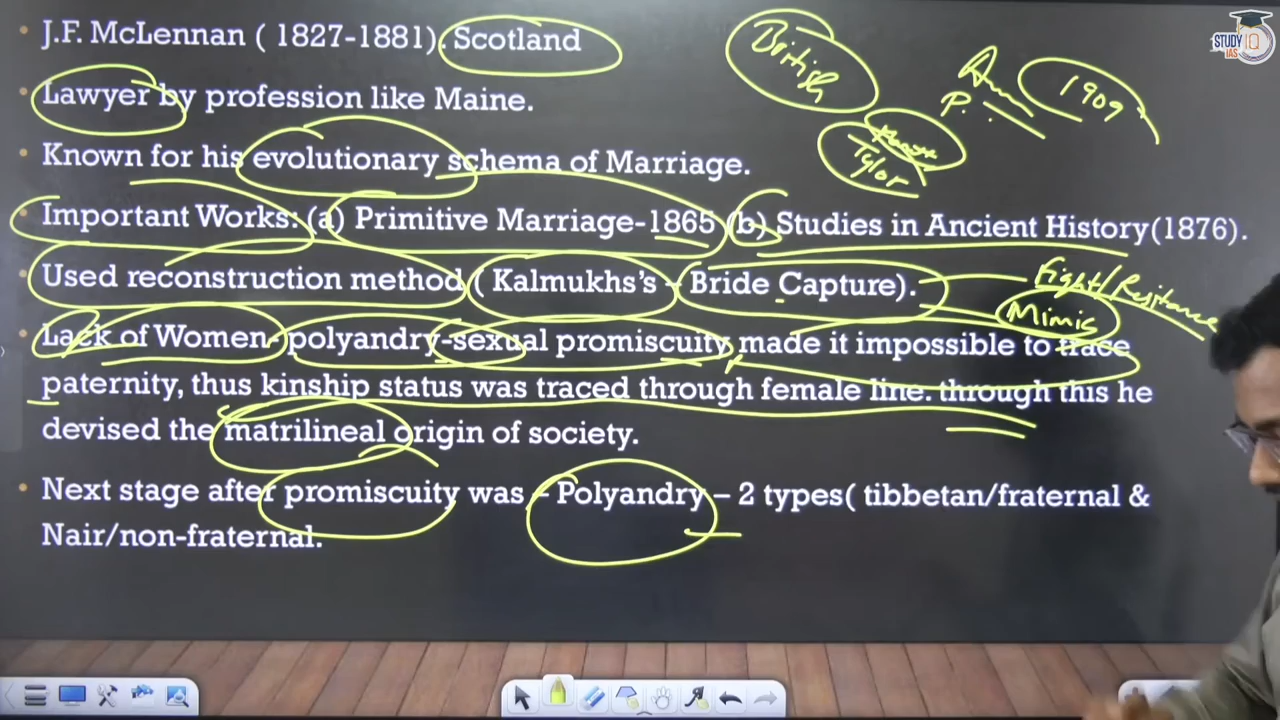 J.F. McLennan ( 1827-1881). Scotland
Lawyer by profession like Maine.
Known for his evolutionary schema of Marriage.
Important Works: (a) Primitive Marriage-1865 (b) Studies in Ancient History(1876).
Used reconstruction method ( Kalmukhs's - Bride Capture).
Lack of Women- polyandry-sexual promiscuity, made it impossible to trace
paternity, thus kinship status was traced through female line. through this he
devised the matrilineal origin of society.
Next stage after promiscuity was - Polyandry – 2 types( tibbetan/fraternal &
Nair/non-fraternal.
British
P.
1909
Tylor
Fight/Resitance
Mimic
STUDY IQ
IAS